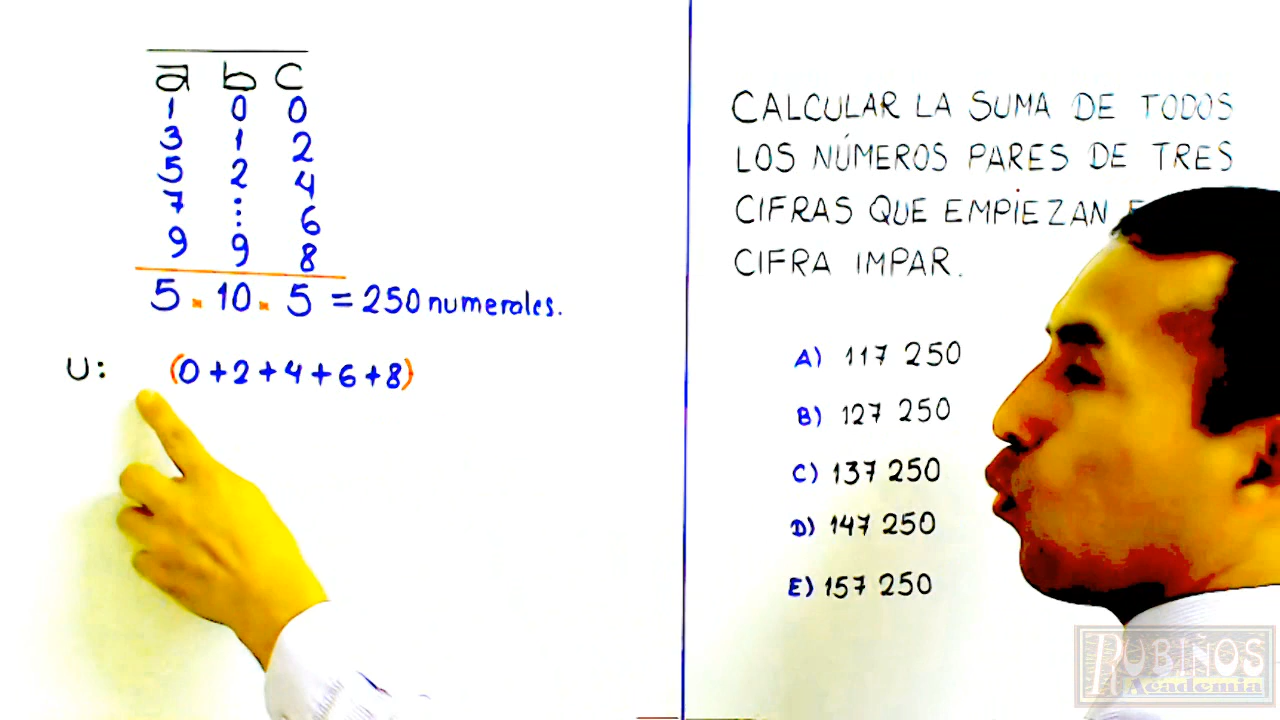 a b c
1 0 0
3 1 2
5 2 4
7 ⋮ 6
9 9 8
5 . 10 . 5 = 250 numerales.
U: (0+2+4+6+8)
CALCULAR LA SUMA DE TODOS
LOS NÚMEROS PARES DE TRES
CIFRAS QUE EMPIEZAN
CIFRA IMPAR.
A) 117 250
B) 127 250
C) 137 250
D) 147 250
E) 157 250
RUBIÑOS
Academia